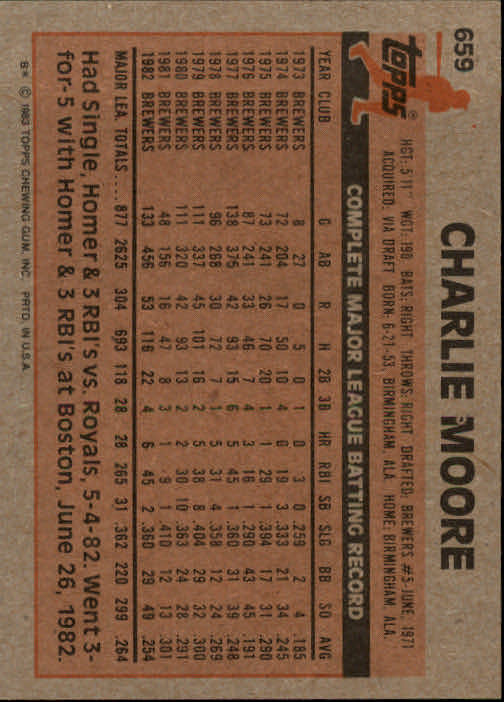 659
topps®
CHARLIE MOORE
HGT: 5'11" WGT: 190 BATS: RIGHT THROWS: RIGHT DRAFTED: BREWERS #5-JUNE, 1971
ACQUIRED: VIA DRAFT BORN: 6-21-53, BIRMINGHAM, ALA. HOME: BIRMINGHAM, ALA.
COMPLETE MAJOR LEAGUE BATTING RECORD
YEAR CLUB G AB R H 2B 3B HR RBI SB SLG BB SO AVG
1973 BREWERS 8 27 0 5 0 1 0 3 0 .259 2 4 .185
1974 BREWERS 72 204 17 50 10 4 0 19 3 .333 21 34 .245
1975 BREWERS 73 241 26 70 20 1 1 29 1 .394 17 31 .290
1976 BREWERS 87 241 33 46 7 4 3 16 1 .290 43 45 .191
1977 BREWERS 138 375 42 93 15 6 5 45 1 .360 31 39 .248
1978 BREWERS 96 268 30 72 7 1 5 31 4 .358 12 24 .269
1979 BREWERS 111 337 45 101 16 2 5 38 8 .404 29 32 .300
1980 BREWERS 111 320 42 93 13 2 2 30 10 .363 24 28 .291
1981 BREWERS 48 156 16 47 8 3 1 9 1 .410 12 13 .301
1982 BREWERS 133 456 53 116 22 4 6 45 2 .360 29 49 .254
MAJOR LEA. TOTALS .... 877 2625 304 693 118 28 28 265 31 .362 220 299 .264
Had Single, Homer & 3 RBI's vs. Royals, 5-4-82. Went 3-
for-5 with Homer & 3 RBI's at Boston, June 26, 1982.
B* © 1983 TOPPS CHEWING GUM, INC. PRTD. IN U.S.A.